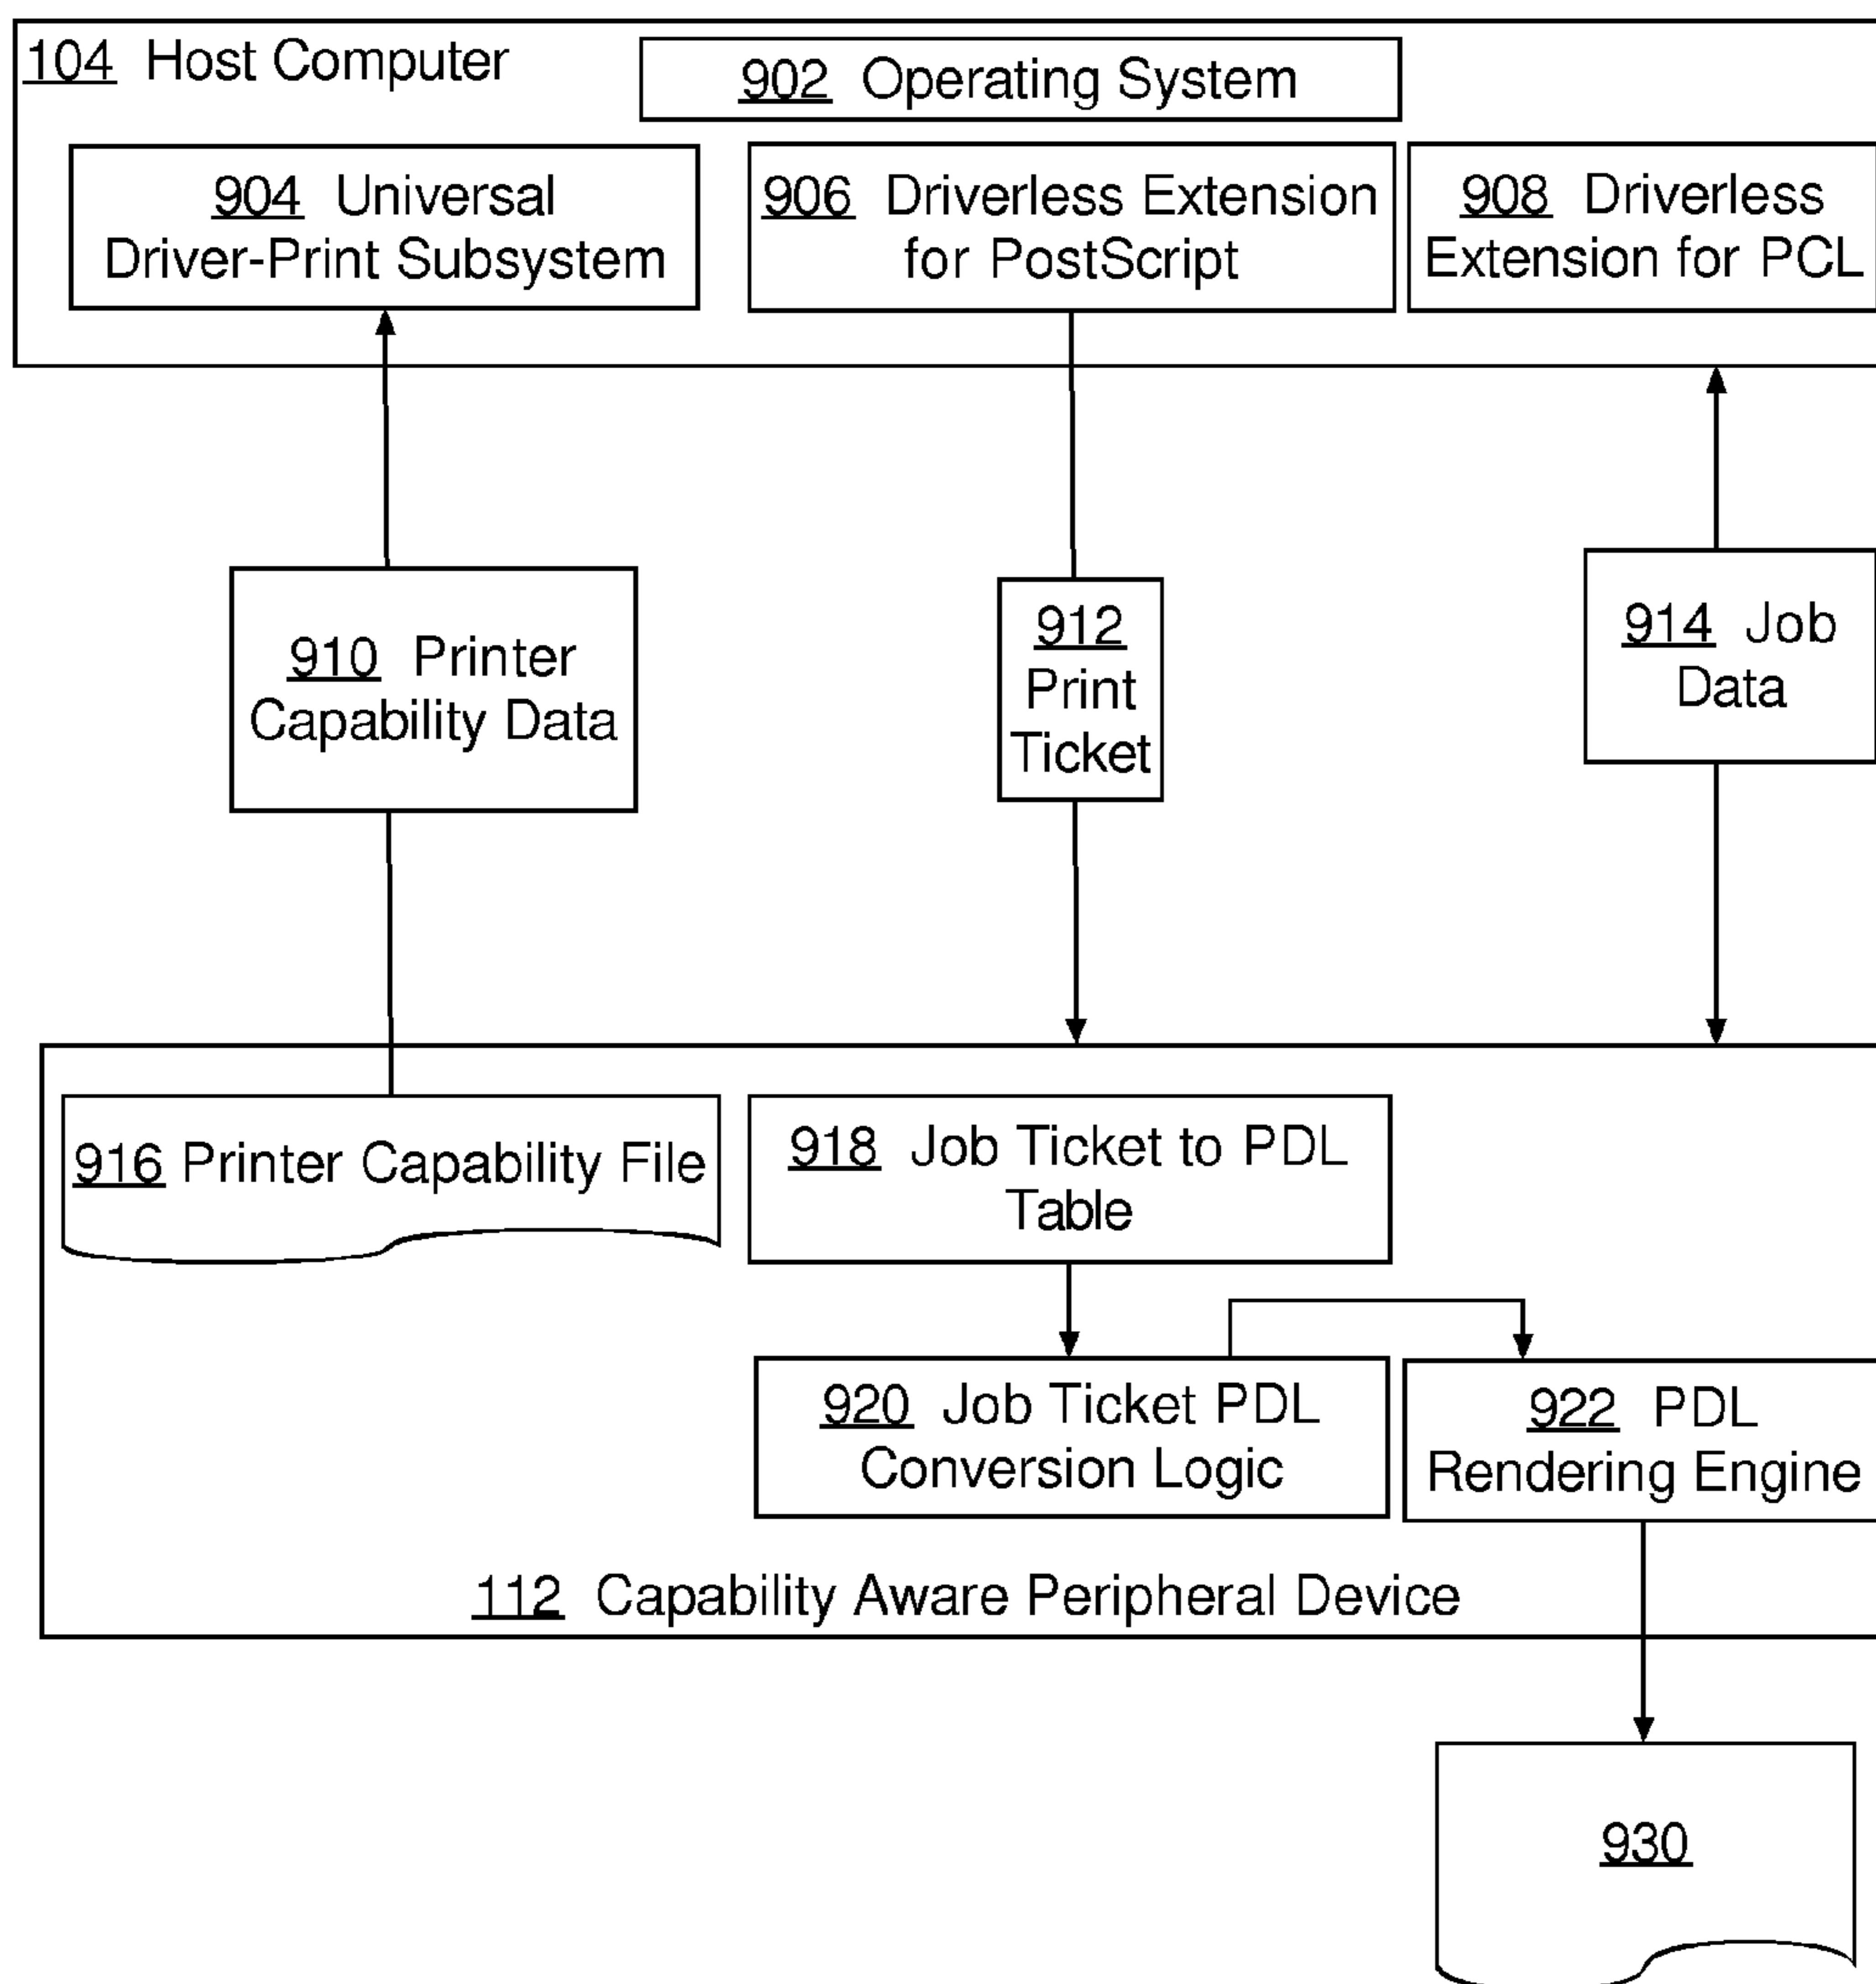 104 Host Computer
902 Operating System
904 Universal
Driver-Print Subsystem
906 Driverless Extension
for PostScript
908 Driverless
Extension for PCL
910 Printer
Capability Data
912
Print
Ticket
914 Job
Data
916 Printer Capability File
918 Job Ticket to PDL
Table
920 Job Ticket PDL
Conversion Logic
922 PDL
Rendering Engine
112 Capability Aware Peripheral Device
930